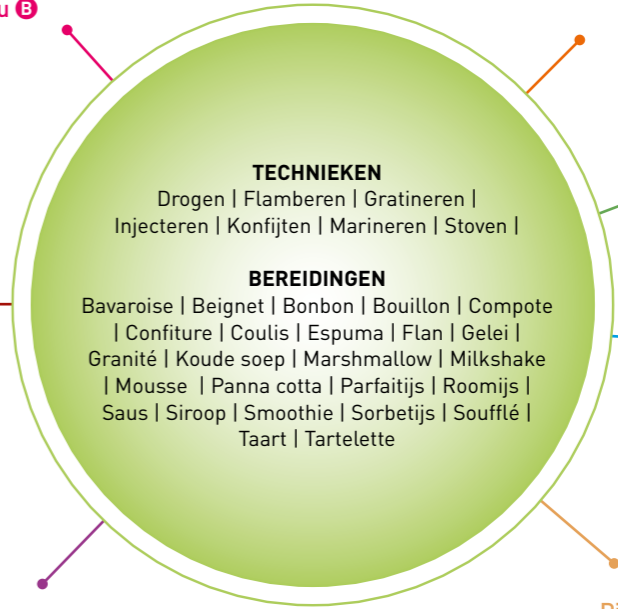 u B
TECHNIEKEN
Drogen | Flamberen | Gratineren |
Injecteren | Konfijten | Marineren | Stoven |
BEREIDINGEN
Bavaroise | Beignet | Bonbon | Bouillon | Compote
| Confiture | Coulis | Espuma | Flan | Gelei |
Granité | Koude soep | Marshmallow | Milkshake
| Mousse | Panna cotta | Parfaitijs | Roomijs |
Saus | Siroop | Smoothie | Sorbetijs | Soufflé |
Taart | Tartelette